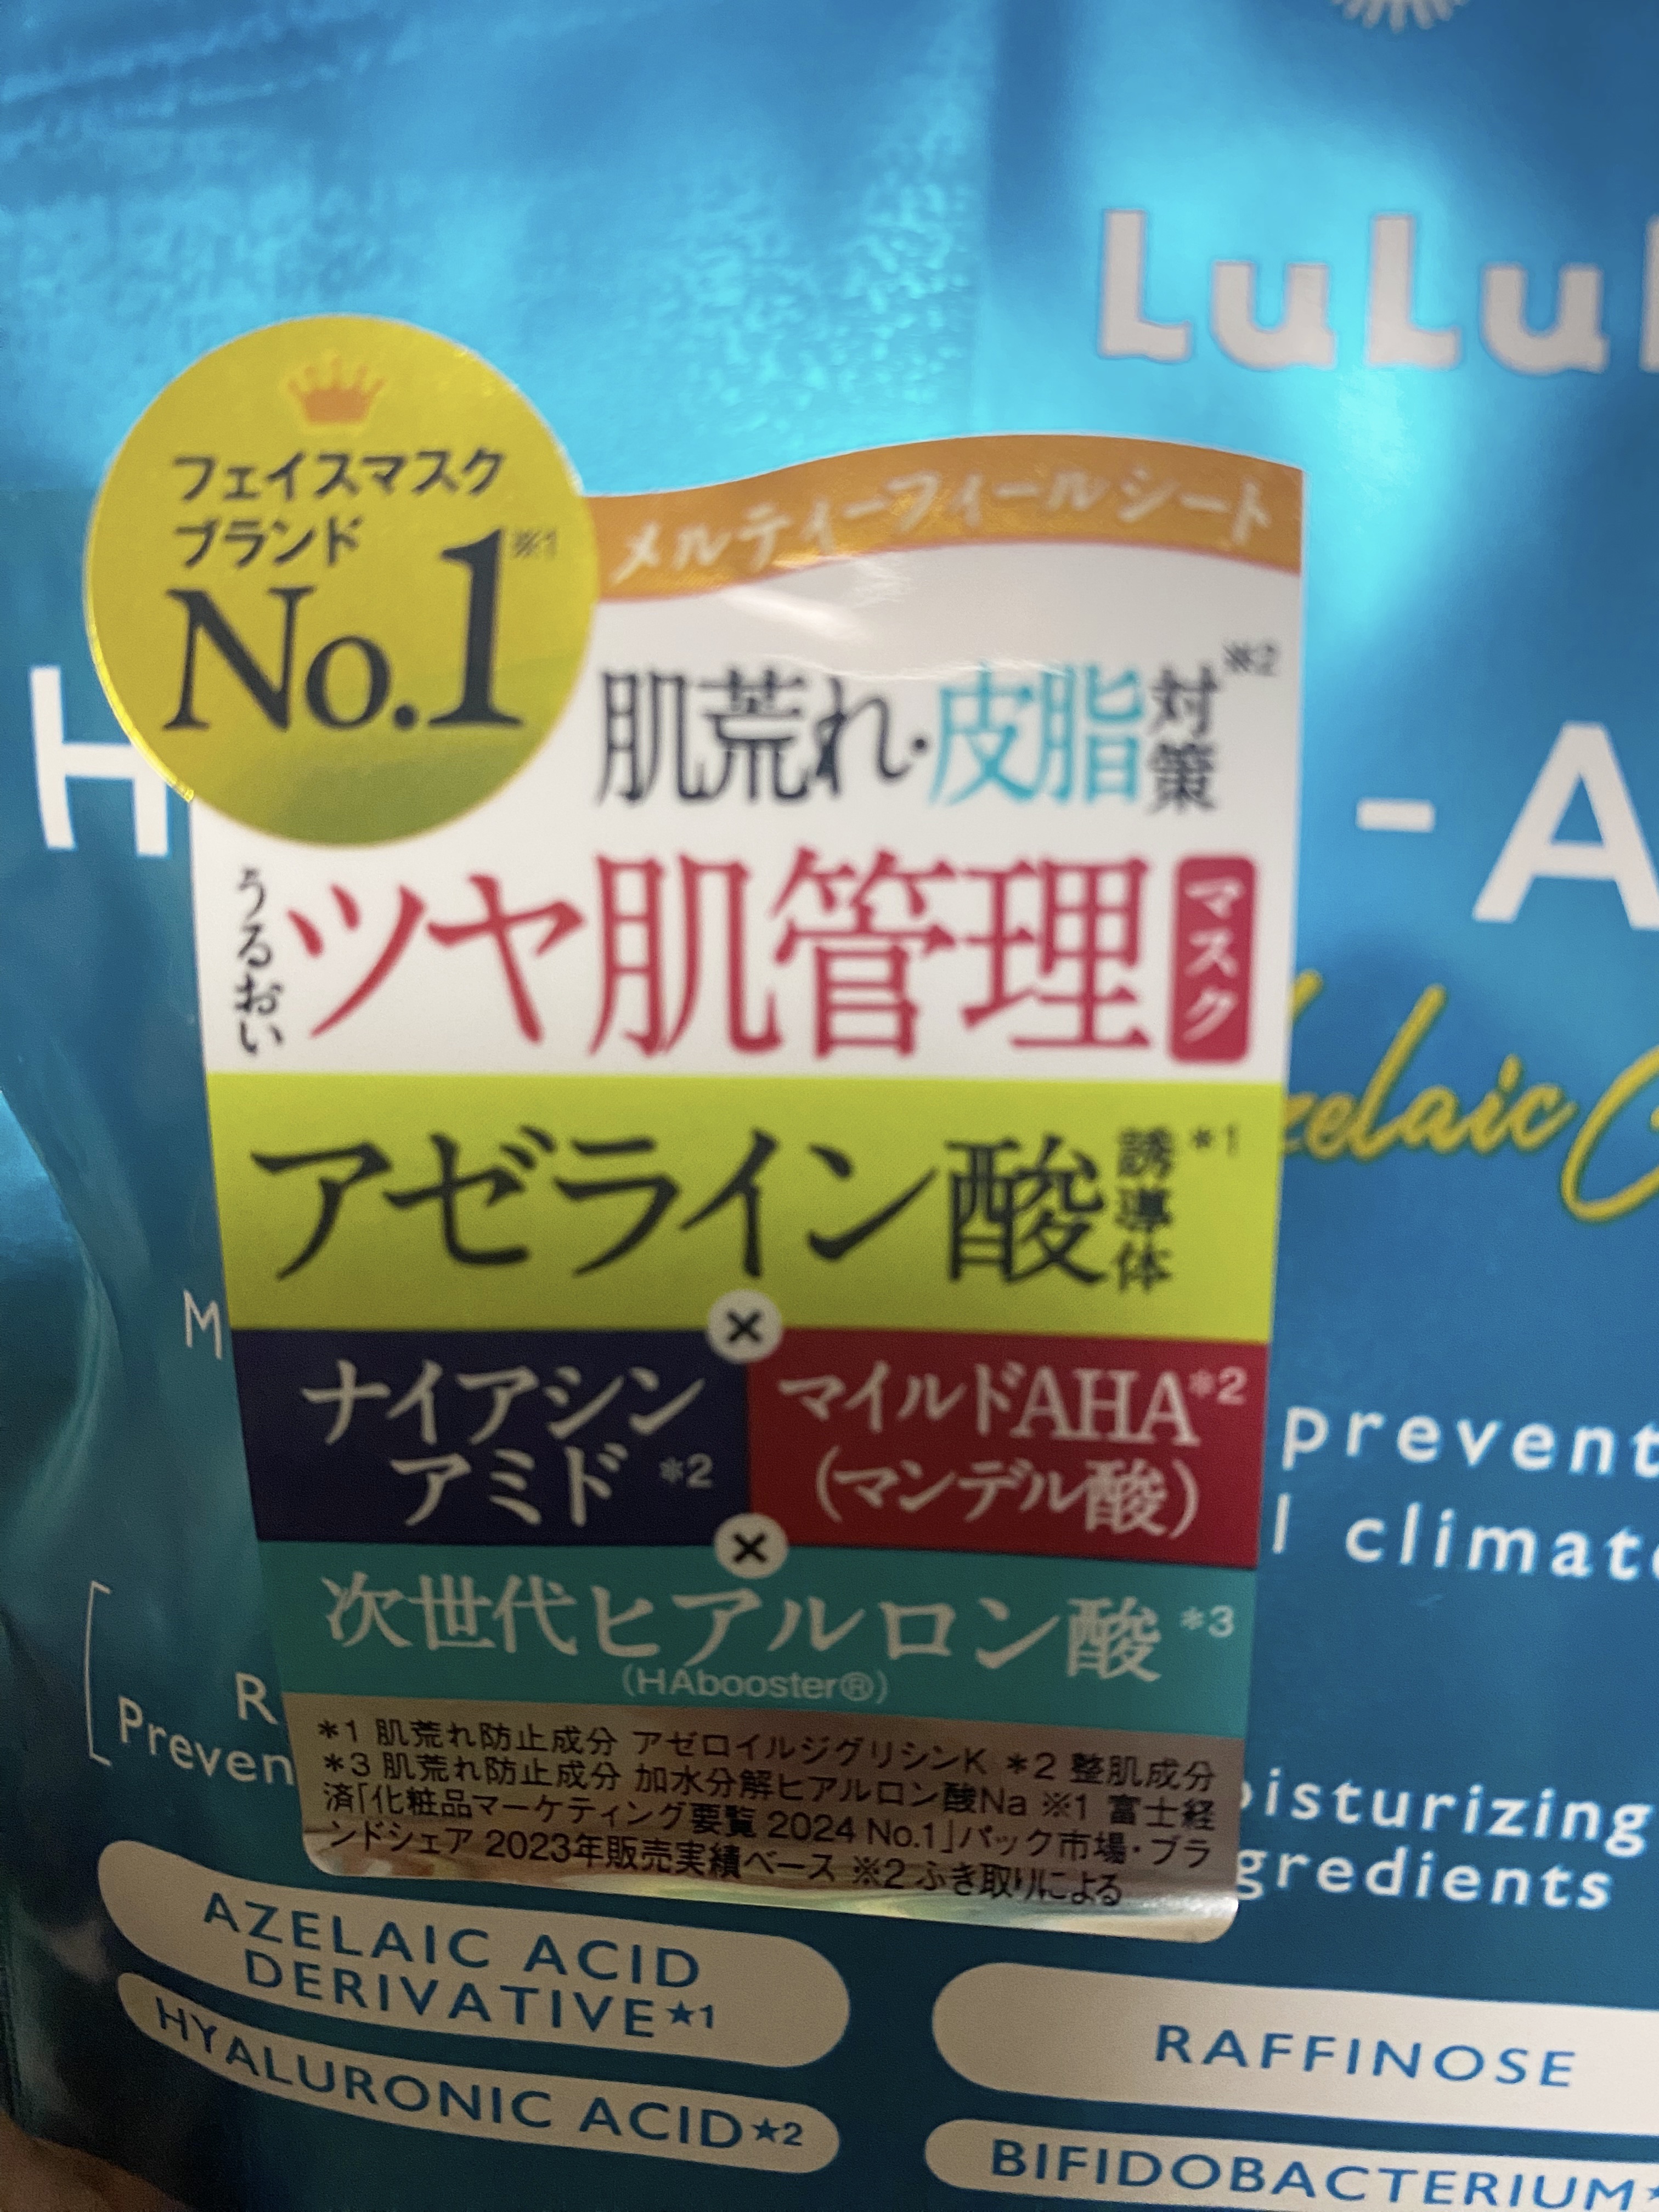 LuLu
フェイスマスク
ブランド
No.1※1
メルティーフィールシート
肌荒れ・皮脂対策※2
うるおいツヤ肌管理マスク
H
-A
アゼライン酸誘導体*1
zelaic
×
ナイアシン
アミド*2
マイルドAHA*2
(マンデル酸)
M
prevent
l climat
×
次世代ヒアルロン酸*3
(HAbooster®)
R
Preven
oisturizing
gredients
*1 肌荒れ防止成分 アゼロイルジグリシンK *2 整肌成分
*3 肌荒れ防止成分 加水分解ヒアルロン酸Na ※1 富士経
済「化粧品マーケティング要覧 2024 No.1」パック市場・ブラ
ンドシェア 2023年販売実績ベース ※2 ふき取りによる
AZELAIC ACID
DERIVATIVE★1
HYALURONIC ACID★2
RAFFINOSE
BIFIDOBACTERIUM